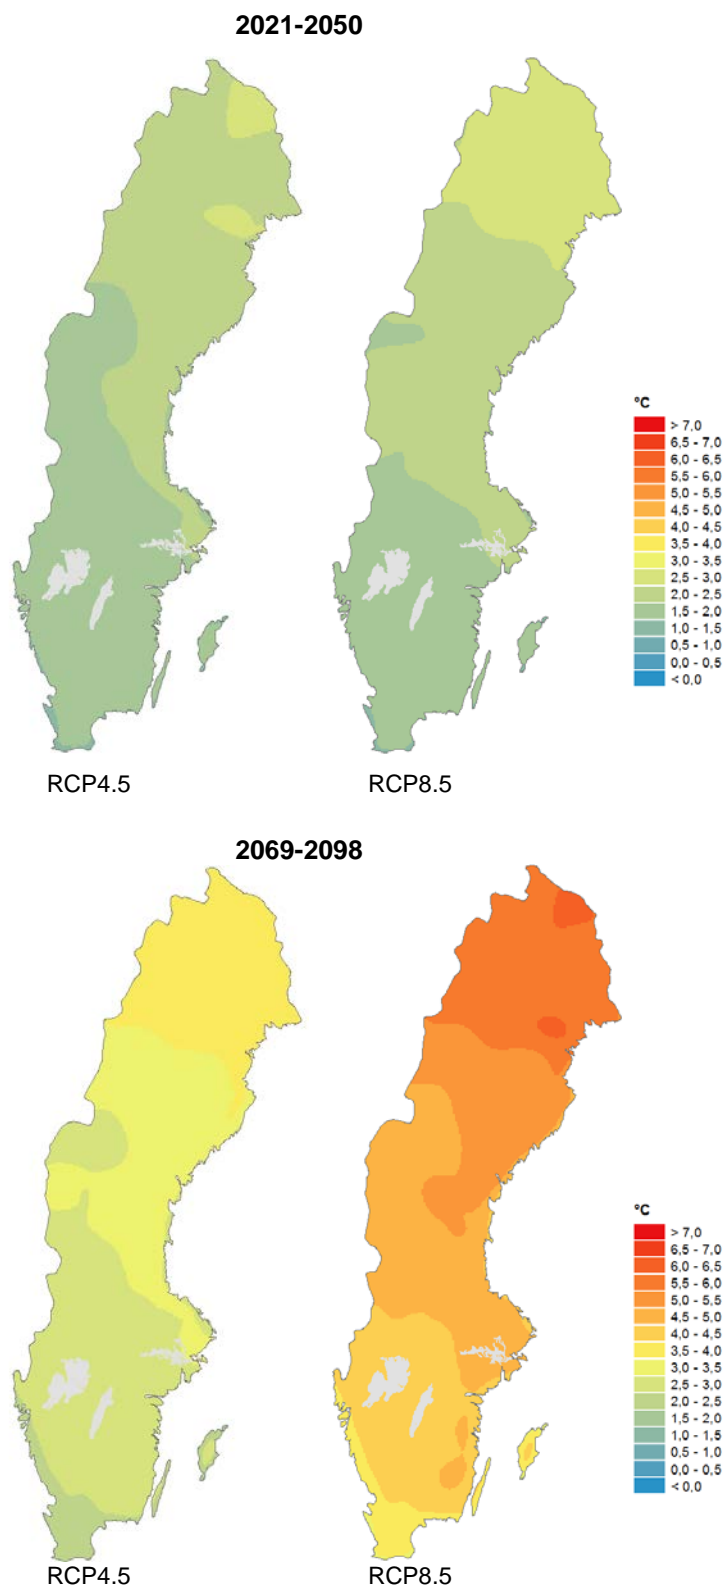 2021-2050
°C
> 7,0
6,5 - 7,0
6,0 - 6,5
5,5 - 6,0
5,0 - 5,5
4,5 - 5,0
4,0 - 4,5
3,5 - 4,0
3,0 - 3,5
2,5 - 3,0
2,0 - 2,5
1,5 - 2,0
1,0 - 1,5
0,5 - 1,0
0,0 - 0,5
< 0,0
RCP4.5 RCP8.5
2069-2098
°C
> 7,0
6,5 - 7,0
6,0 - 6,5
5,5 - 6,0
5,0 - 5,5
4,5 - 5,0
4,0 - 4,5
3,5 - 4,0
3,0 - 3,5
2,5 - 3,0
2,0 - 2,5
1,5 - 2,0
1,0 - 1,5
0,5 - 1,0
0,0 - 0,5
< 0,0
RCP4.5 RCP8.5